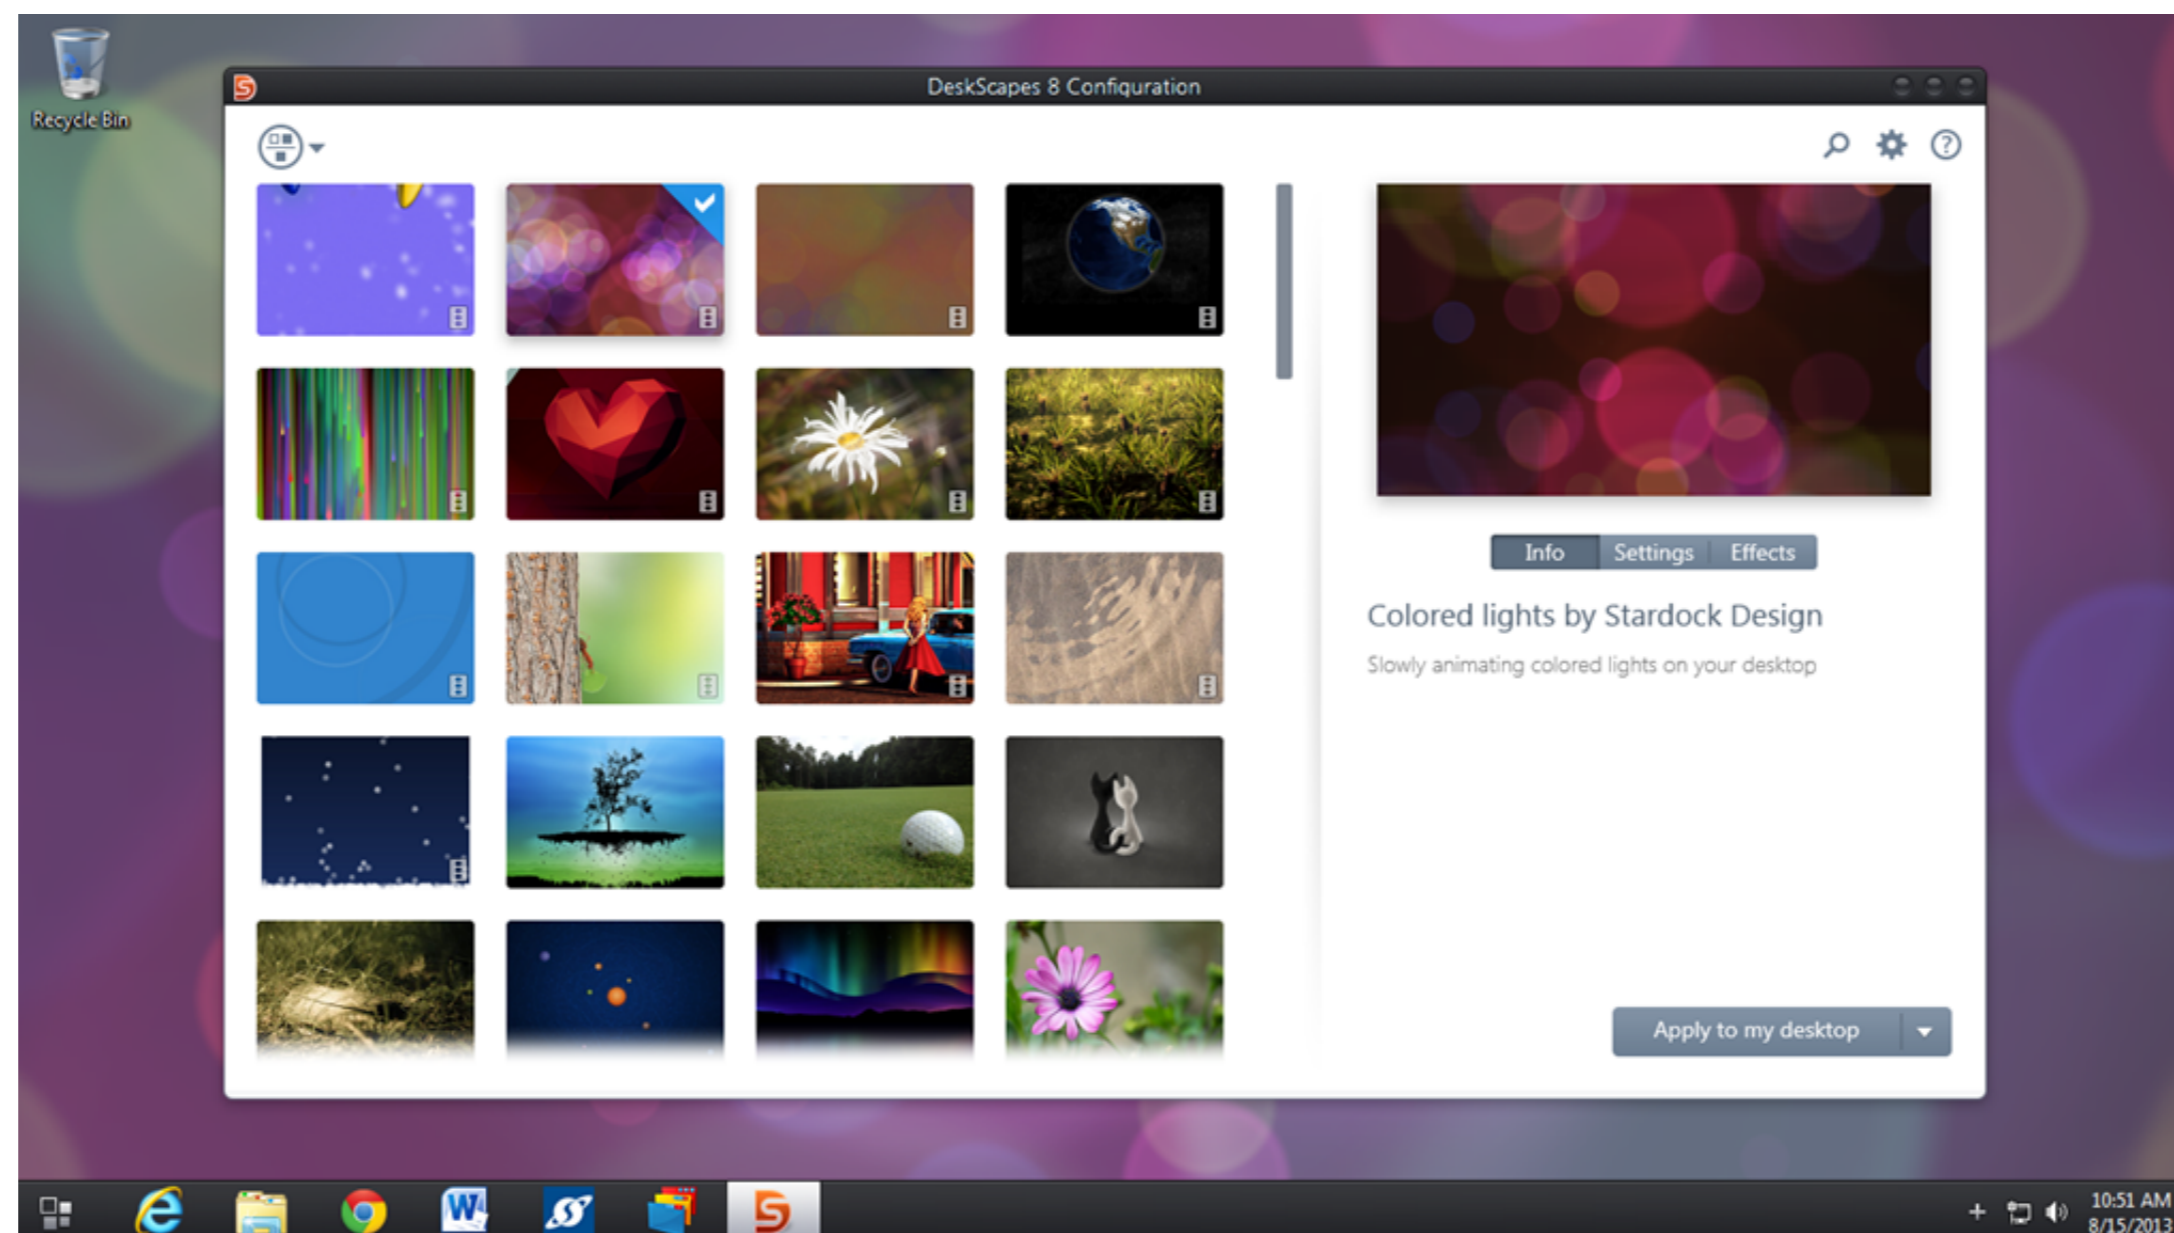 Recycle Bin
DeskScapes 8 Configuration
Info
Settings
Effects
Colored lights by Stardock Design
Slowly animating colored lights on your desktop
Apply to my desktop
10:51 AM
8/15/2013